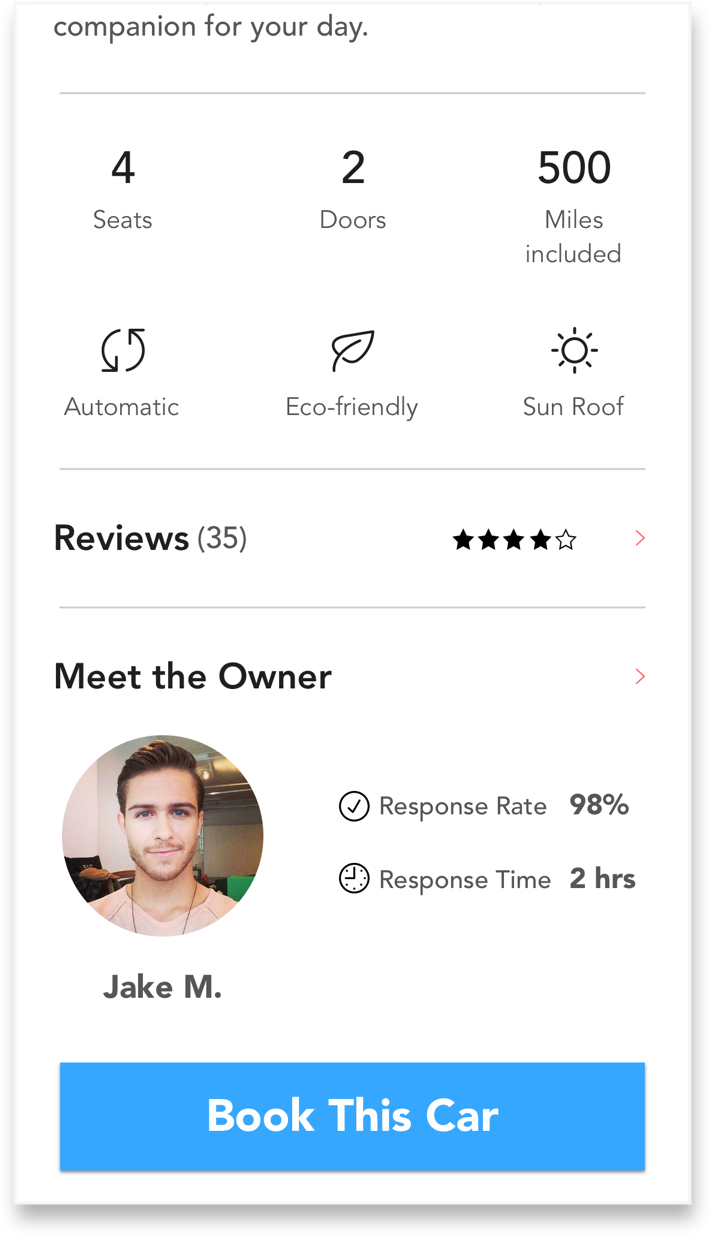 companion for your day.
4 2 500
Seats Doors Miles
included
Automatic Eco-friendly Sun Roof
Reviews (35)
Meet the Owner
Response Rate 98%
Response Time 2 hrs
Jake M.
Book This Car